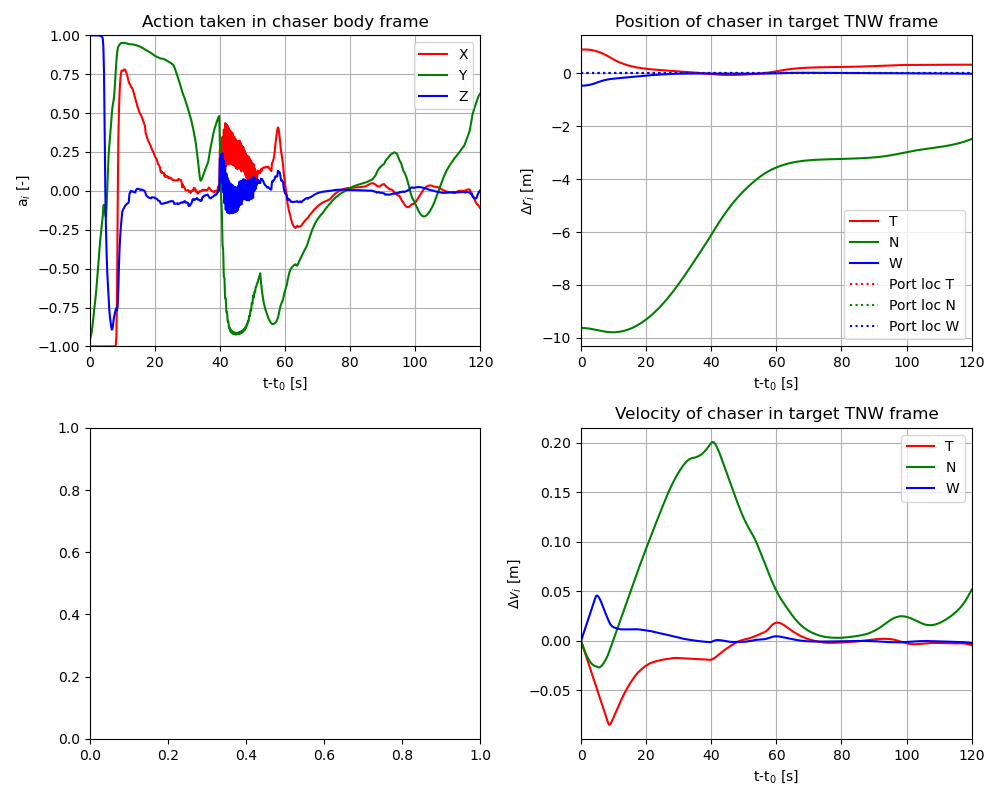 Action taken in chaser body frame
1.00
0.75
0.50
0.25
0.00
−0.25
−0.50
−0.75
−1.00
a_i [-]
X
Y
Z
0 20 40 60 80 100 120
t-t_0 [s]
Position of chaser in target TNW frame
0
−2
−4
−6
−8
−10
Δr_i [m]
T
N
W
Port loc T
Port loc N
Port loc W
0 20 40 60 80 100 120
t-t_0 [s]
1.0
0.8
0.6
0.4
0.2
0.0
0.0 0.2 0.4 0.6 0.8 1.0
Velocity of chaser in target TNW frame
0.20
0.15
0.10
0.05
0.00
−0.05
Δv_i [m]
T
N
W
0 20 40 60 80 100 120
t-t_0 [s]